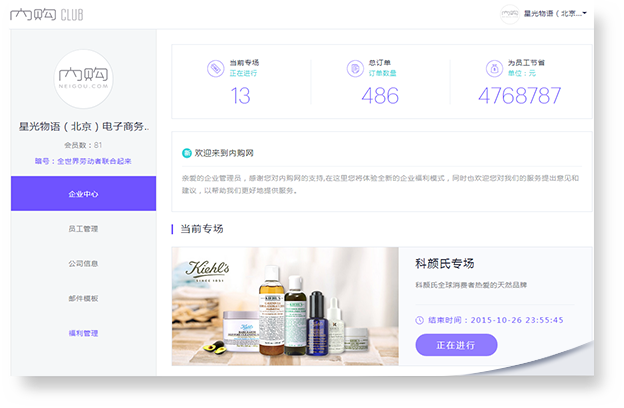 内购 CLUB
星光物语（北京...
内购
NEIGOU.COM
星光物语（北京）电子商务..
会员数：81
暗号：全世界劳动者联合起来
企业中心
员工管理
公司信息
邮件模板
福利管理
当前专场
正在进行
13
总订单
订单数量
486
为员工节省
单位：元
4768787
欢迎来到内购网
亲爱的企业管理员，感谢您对内购网的支持,在这里您将体验全新的企业福利模式，同时也欢迎您对我们的服务提出意见和
建议，以帮助我们更好地提供服务。
当前专场
Kiehl's
SINCE 1851
科颜氏专场
科颜氏全球消费者热爱的天然品牌
结束时间：2015-10-26 23:55:45
正在进行